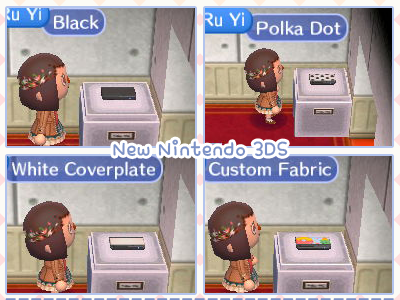 Ru Yi
Black
Ru Yi
Polka Dot
New Nintendo 3DS
White Coverplate
Custom Fabric